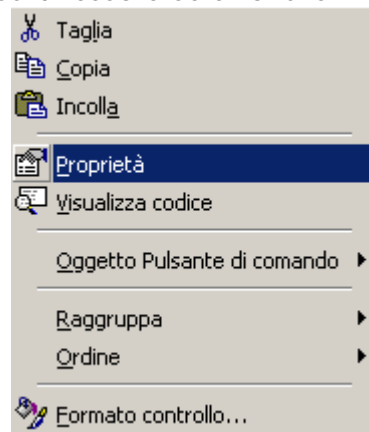 Taglia
Copia
Incolla
Proprietà
Visualizza codice
Oggetto Pulsante di comando
Raggruppa
Ordine
Formato controllo...